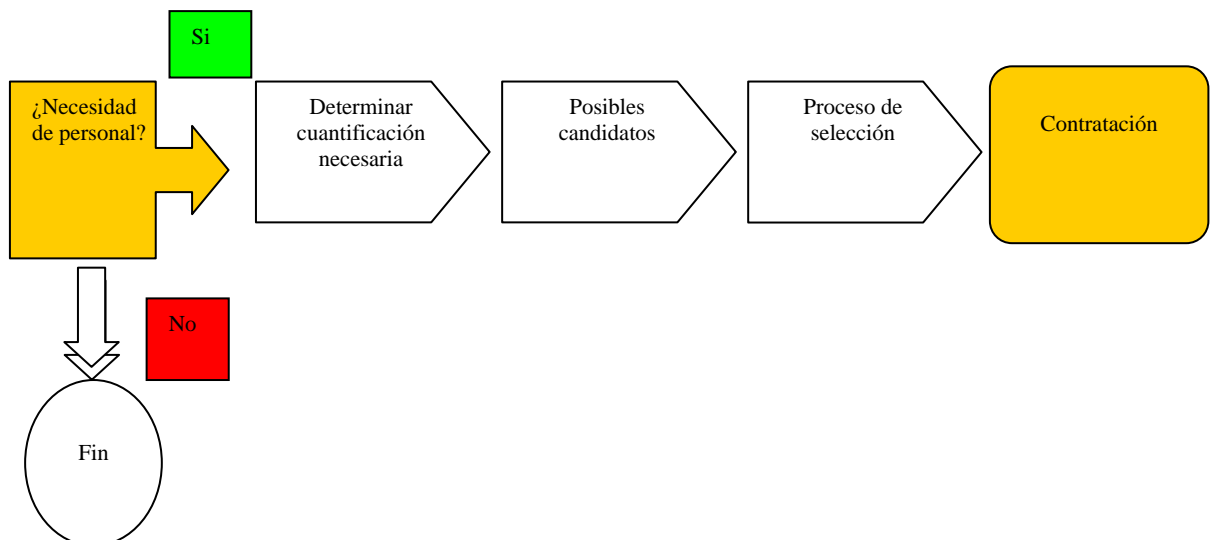 Si
¿Necesidad
de personal?
Determinar
cuantificación
necesaria
Posibles
candidatos
Proceso de
selección
Contratación
No
Fin